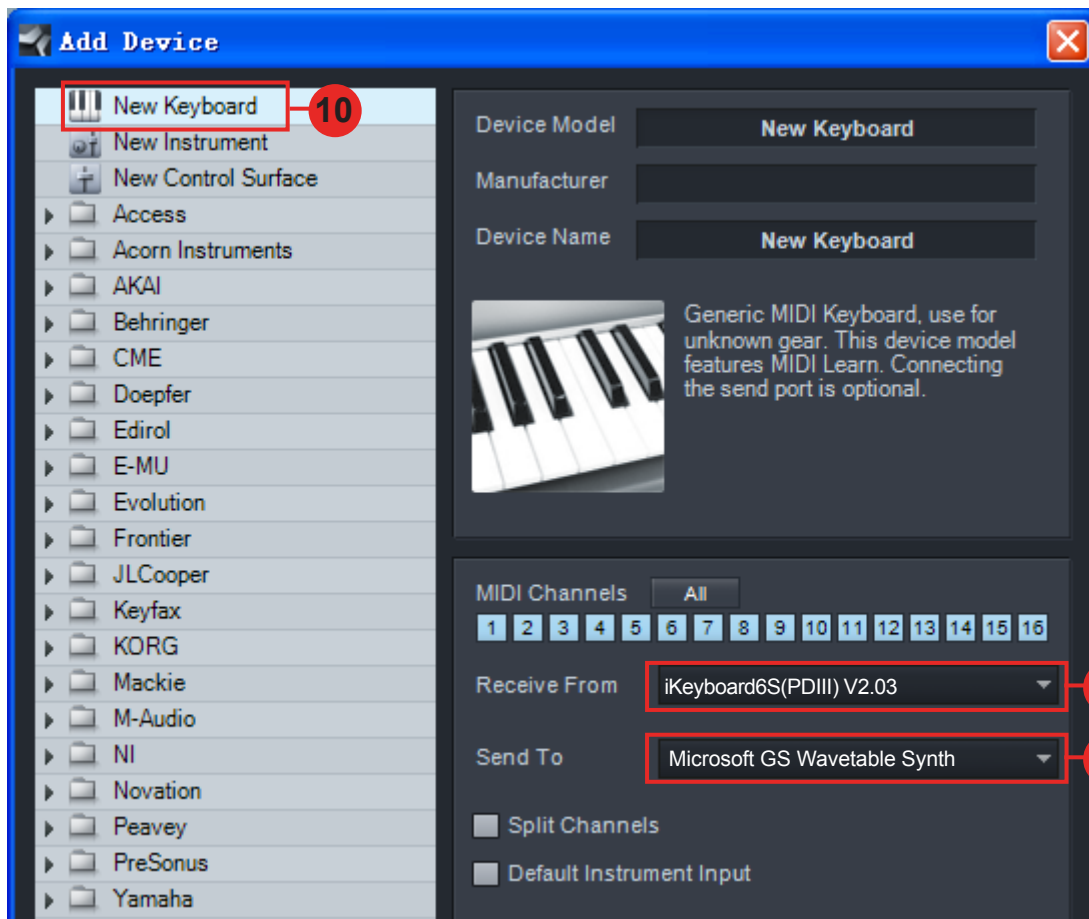 Add Device
New Keyboard
10
New Instrument
New Control Surface
Access
Acorn Instruments
AKAI
Behringer
CME
Doepfer
Edirol
E-MU
Evolution
Frontier
JLCooper
Keyfax
KORG
Mackie
M-Audio
NI
Novation
Peavey
PreSonus
Yamaha
Device Model New Keyboard
Manufacturer
Device Name New Keyboard
Generic MIDI Keyboard, use for
unknown gear. This device model
features MIDI Learn. Connecting
the send port is optional.
MIDI Channels All
1 2 3 4 5 6 7 8 9 10 11 12 13 14 15 16
Receive From iKeyboard6S(PDIII) V2.03
Send To Microsoft GS Wavetable Synth
Split Channels
Default Instrument Input